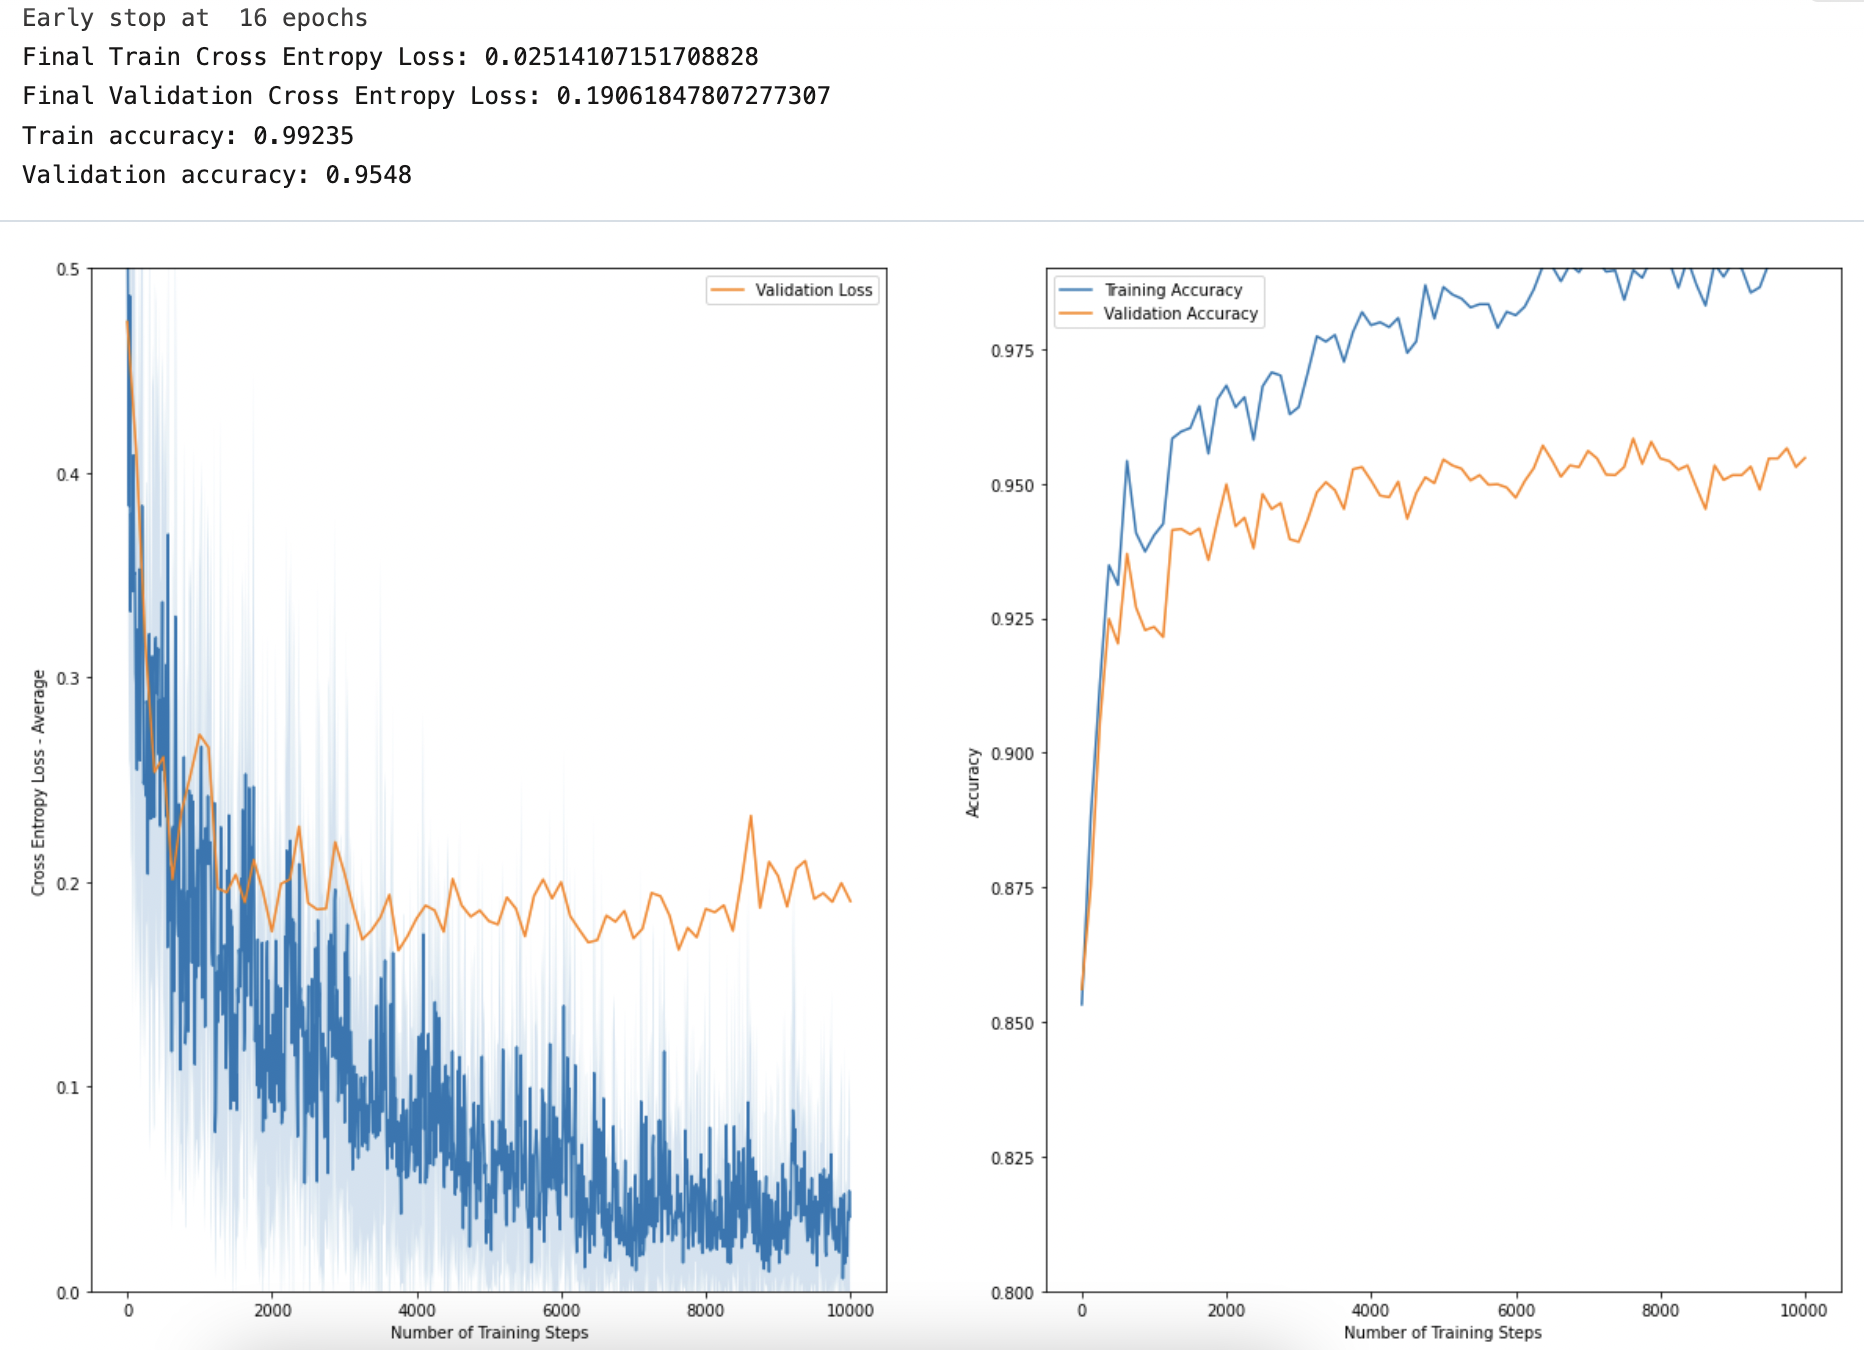 Early stop at  16 epochs
Final Train Cross Entropy Loss: 0.02514107151708828
Final Validation Cross Entropy Loss: 0.19061847807277307
Train accuracy: 0.99235
Validation accuracy: 0.9548
Validation Loss
0.5
0.4
0.3
0.2
0.1
0.0
Cross Entropy Loss - Average
0 2000 4000 6000 8000 10000
Number of Training Steps
Training Accuracy
Validation Accuracy
0.975
0.950
0.925
0.900
0.875
0.850
0.825
0.800
Accuracy
0 2000 4000 6000 8000 10000
Number of Training Steps